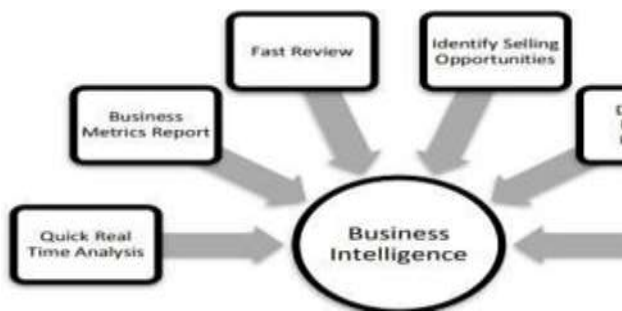 Fast Review
Identify Selling
Opportunities
Business
Metrics Report
Quick Real
Time Analysis
Business
Intelligence